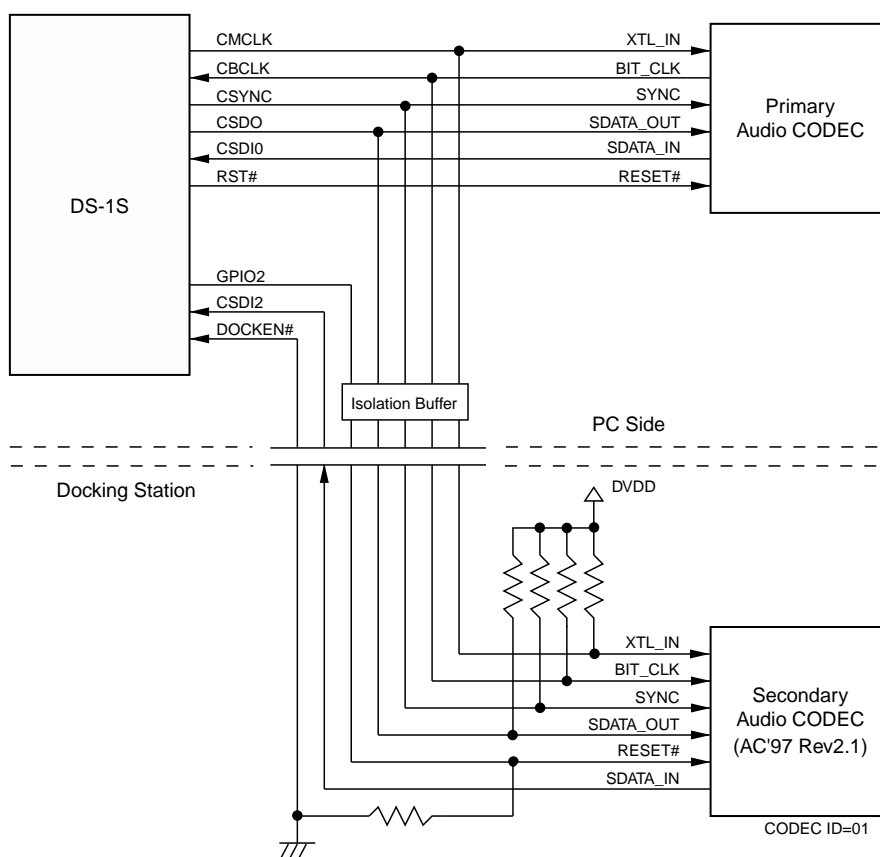 CMCLK
XTL_IN
CBCLK
BIT_CLK
CSYNC
SYNC
CSDO
SDATA_OUT
CSDI0
SDATA_IN
RST#
RESET#
DS-1S
Primary
Audio CODEC
GPIO2
CSDI2
DOCKEN#
Isolation Buffer
PC Side
Docking Station
DVDD
XTL_IN
BIT_CLK
SYNC
SDATA_OUT
RESET#
SDATA_IN
Secondary
Audio CODEC
(AC'97 Rev2.1)
CODEC ID=01